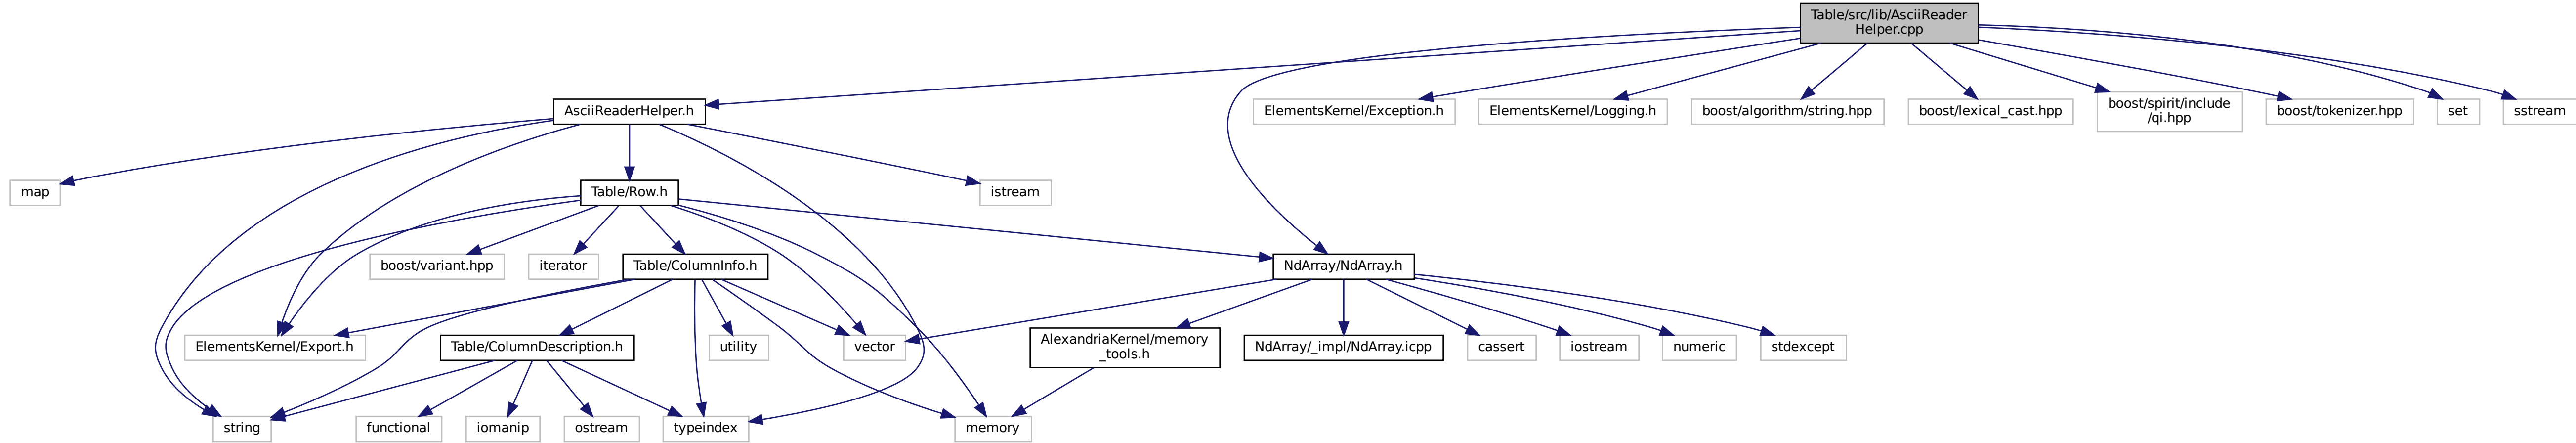 Table/src/lib/AsciiReader
Helper.cpp
AsciiReaderHelper.h
ElementsKernel/Exception.h
ElementsKernel/Logging.h
boost/algorithm/string.hpp
boost/lexical_cast.hpp
boost/spirit/include
/qi.hpp
boost/tokenizer.hpp
set
sstream
map
Table/Row.h
istream
boost/variant.hpp
iterator
Table/ColumnInfo.h
NdArray/NdArray.h
ElementsKernel/Export.h
Table/ColumnDescription.h
utility
vector
AlexandriaKernel/memory
_tools.h
NdArray/_impl/NdArray.icpp
cassert
iostream
numeric
stdexcept
string
functional
iomanip
ostream
typeindex
memory